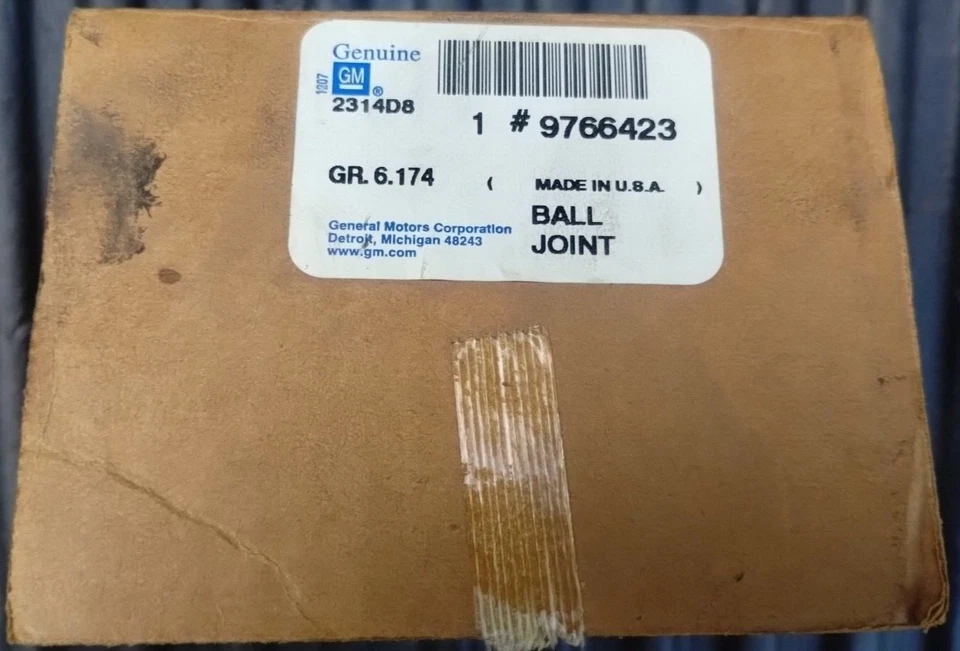 Genuine
GM ®
1207
2314D8
1 # 9766423
GR. 6.174 ( MADE IN U.S.A. )
BALL
JOINT
General Motors Corporation
Detroit, Michigan 48243
www.gm.com